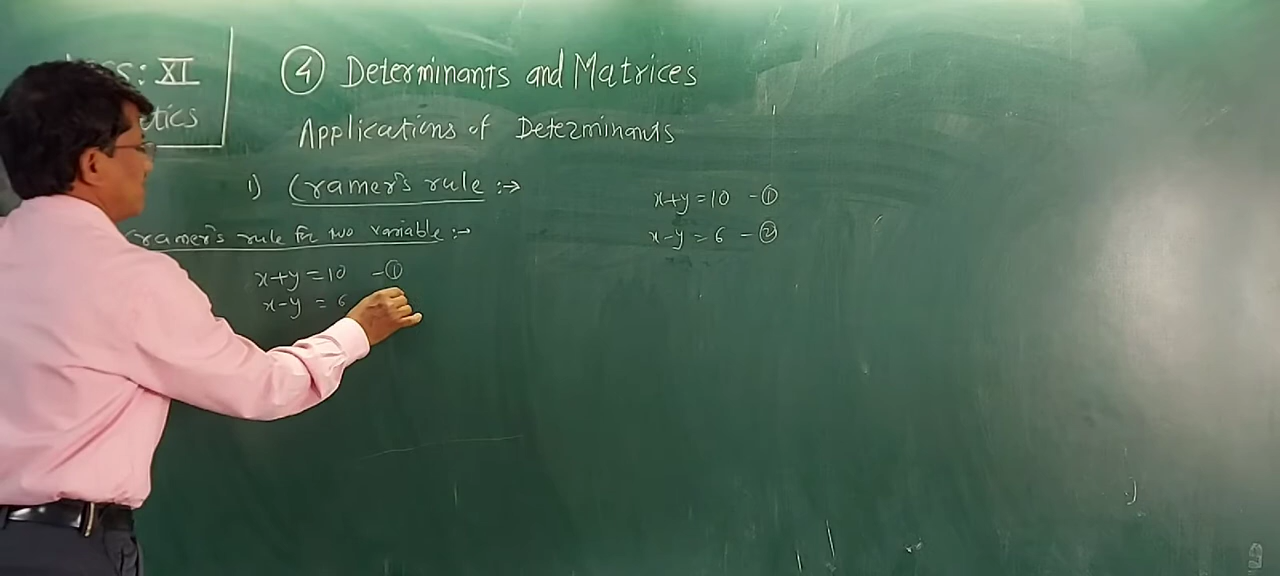 : XI
④ Determinants and Matrices
Applications of Determinants
1) Cramer's rule :→
Cramer's rule for two variable :→
x+y = 10 - ①
x-y = 6
x+y = 10 - ①
x-y = 6 - ②